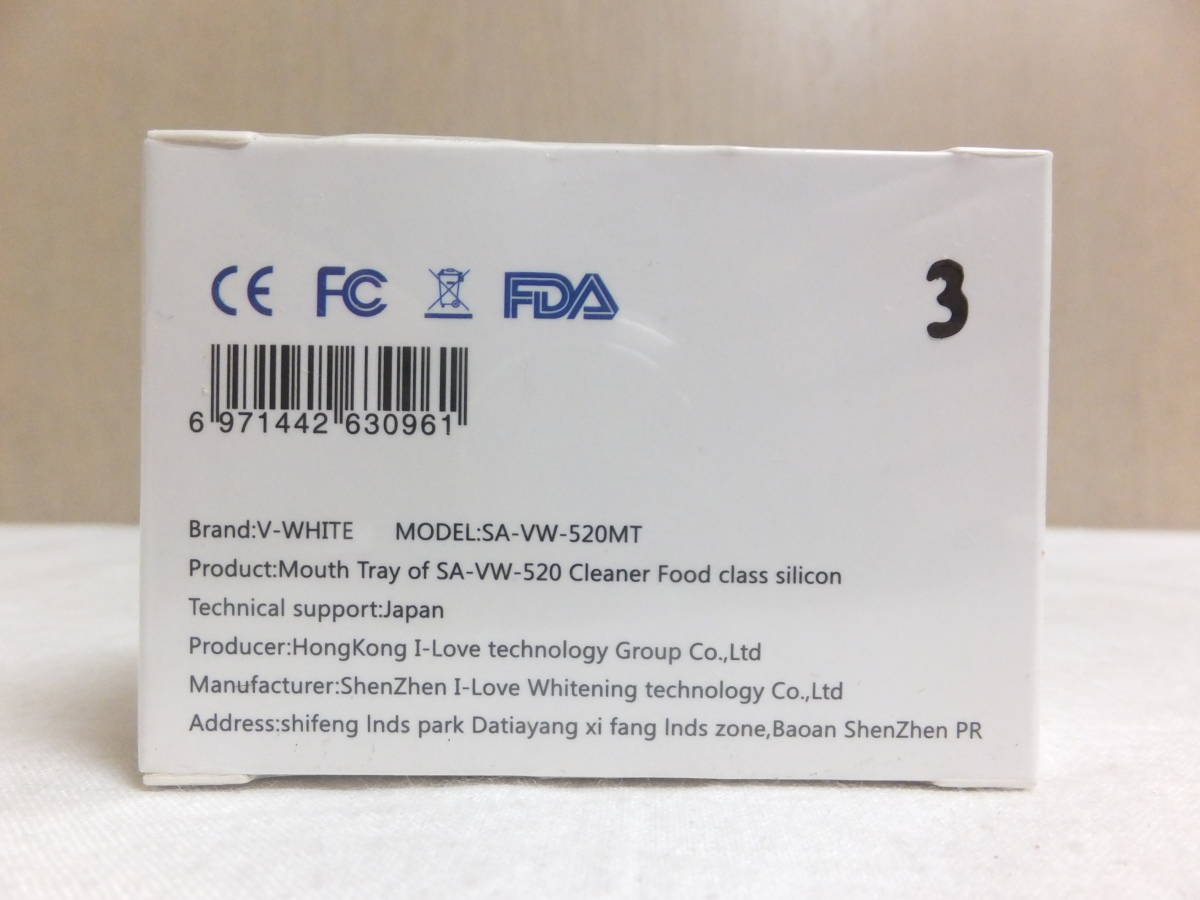 CE FC FDA
3
6 971442 630961
Brand:V-WHITE MODEL:SA-VW-520MT
Product:Mouth Tray of SA-VW-520 Cleaner Food class silicon
Technical support:Japan
Producer:HongKong I-Love technology Group Co.,Ltd
Manufacturer:ShenZhen I-Love Whitening technology Co.,Ltd
Address:shifeng lnds park Datiayang xi fang lnds zone,Baoan ShenZhen PR